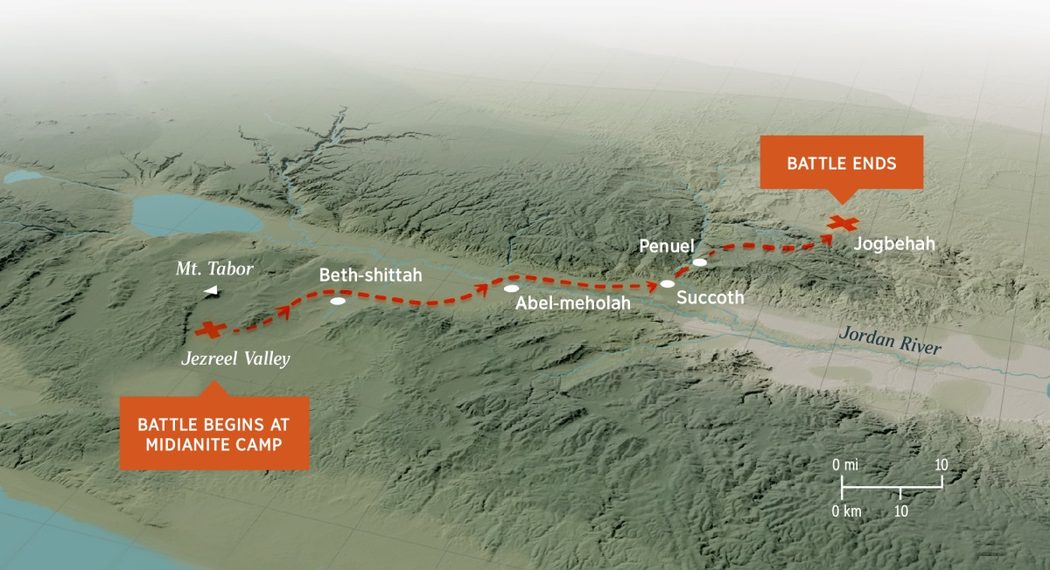 BATTLE ENDS
Penuel
Jogbehah
Mt. Tabor
Beth-shittah
Abel-meholah
Succoth
Jezreel Valley
Jordan River
BATTLE BEGINS AT
MIDIANITE CAMP
0 mi 10
0 km 10